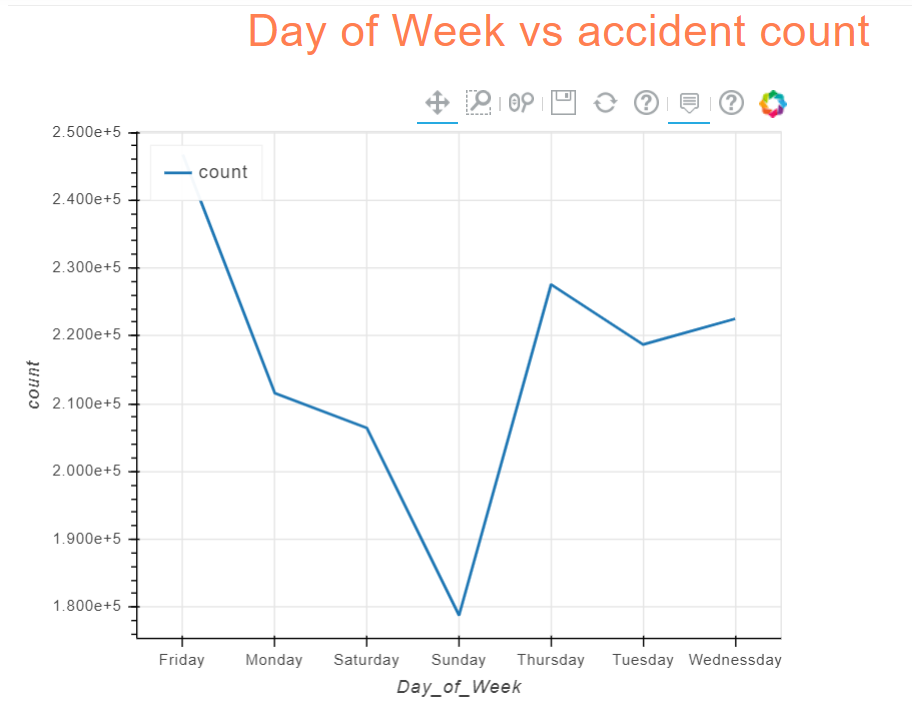 Day of Week vs accident count
2.500e+5
count
2.400e+5
2.300e+5
2.200e+5
2.100e+5
2.000e+5
1.900e+5
1.800e+5
count
Friday Monday Saturday Sunday Thursday Tuesday Wednessday
Day_of_Week